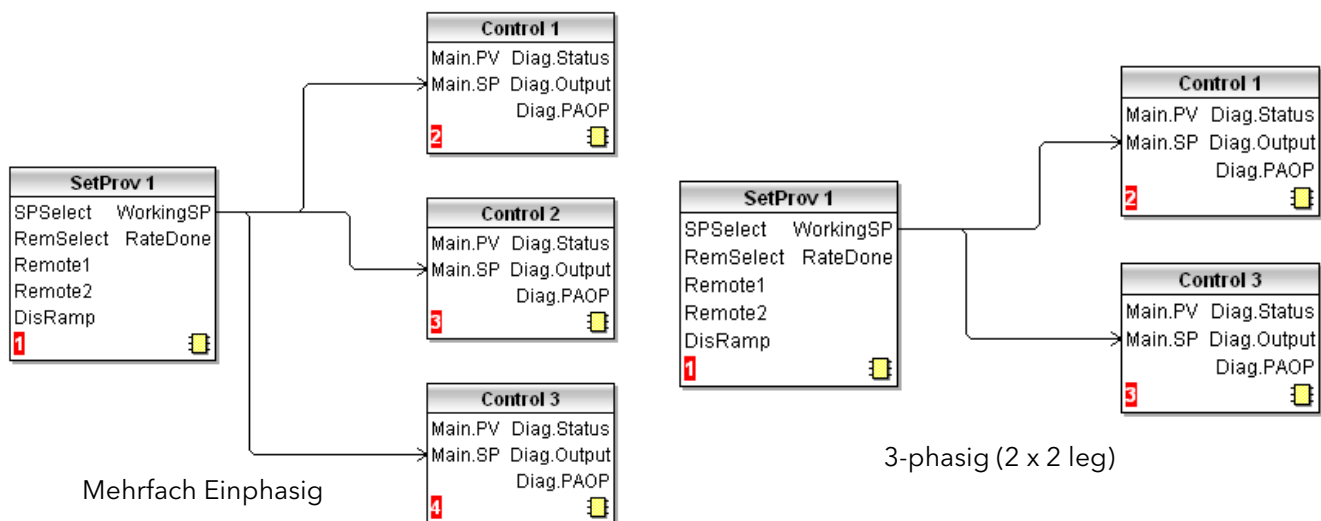 Control 1
Main.PV Diag.Status
Main.SP Diag.Output
Diag.PAOP
2
SetProv 1
SPSelect WorkingSP
RemSelect RateDone
Remote1
Remote2
DisRamp
1
Control 2
Main.PV Diag.Status
Main.SP Diag.Output
Diag.PAOP
3
Control 3
Main.PV Diag.Status
Main.SP Diag.Output
Diag.PAOP
4
Mehrfach Einphasig
Control 1
Main.PV Diag.Status
Main.SP Diag.Output
Diag.PAOP
2
SetProv 1
SPSelect WorkingSP
RemSelect RateDone
Remote1
Remote2
DisRamp
1
Control 3
Main.PV Diag.Status
Main.SP Diag.Output
Diag.PAOP
3
3-phasig (2 x 2 leg)